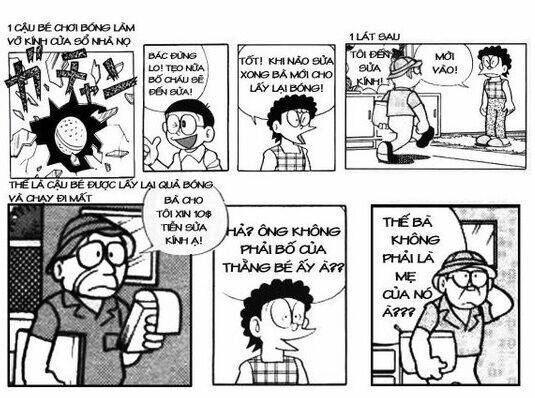 1 CẬU BÉ CHƠI BÓNG LÀM
VỠ KÍNH CỬA SỔ NHÀ NỌ
BÁC ĐỪNG
LO! TẸO NỮA
BỐ CHÁU SẼ
ĐẾN SỬA!
TỐT! KHI NÀO SỬA
XONG BÀ MỚI CHO
LẤY LẠI BÓNG!
1 LÁT SAU
TÔI ĐẾN
SỬA
KÍNH!
MỜI
VÀO!
THẾ LÀ CẬU BÉ ĐƯỢC LẤY LẠI QUẢ BÓNG
VÀ CHẠY ĐI MẤT
BÀ CHO
TÔI XIN 10$
TIỀN SỬA
KÍNH Ạ!
HẢ? ÔNG KHÔNG
PHẢI BỐ CỦA
THẰNG BÉ ẤY À??
THẾ BÀ
KHÔNG
PHẢI LÀ
MẸ
CỦA NÓ
À???